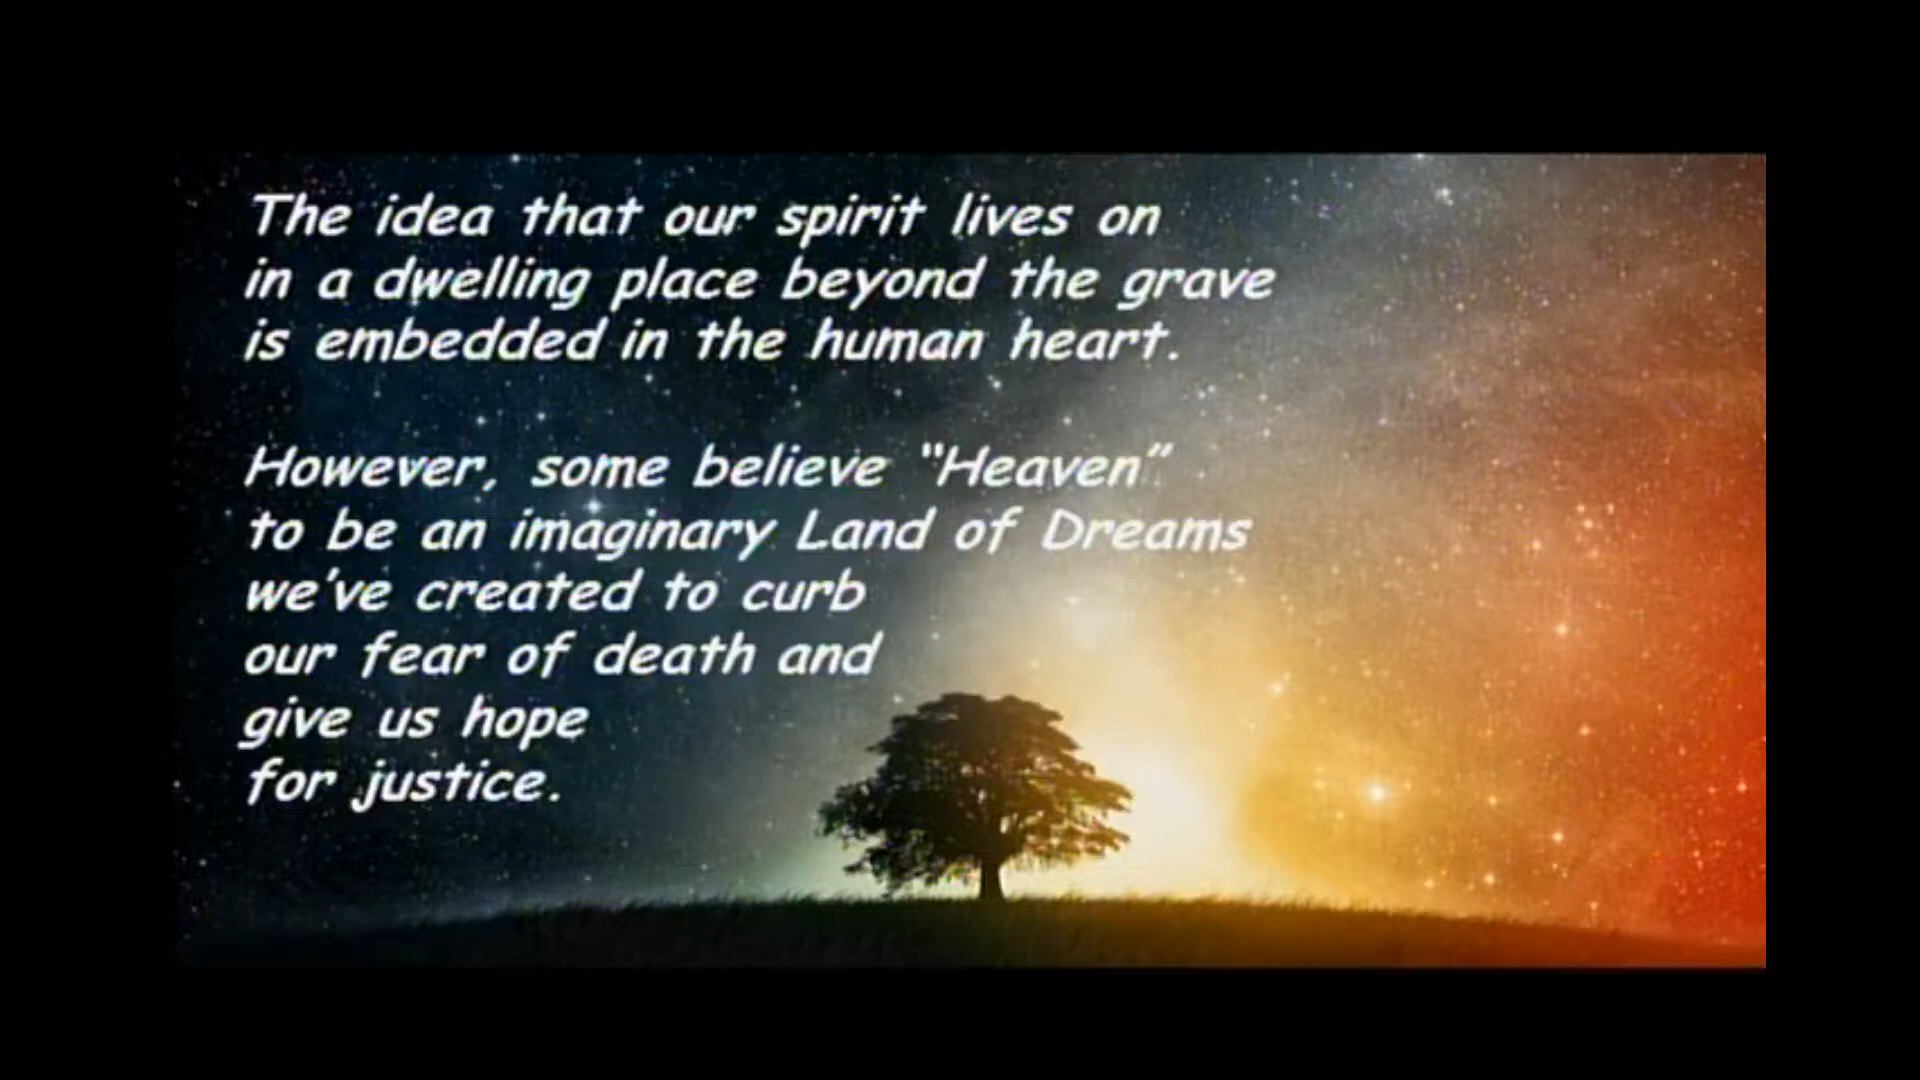 The idea that our spirit lives on
in a dwelling place beyond the grave
is embedded in the human heart.
However, some believe “Heaven”
to be an imaginary Land of Dreams
we've created to curb
our fear of death and
give us hope
for justice.